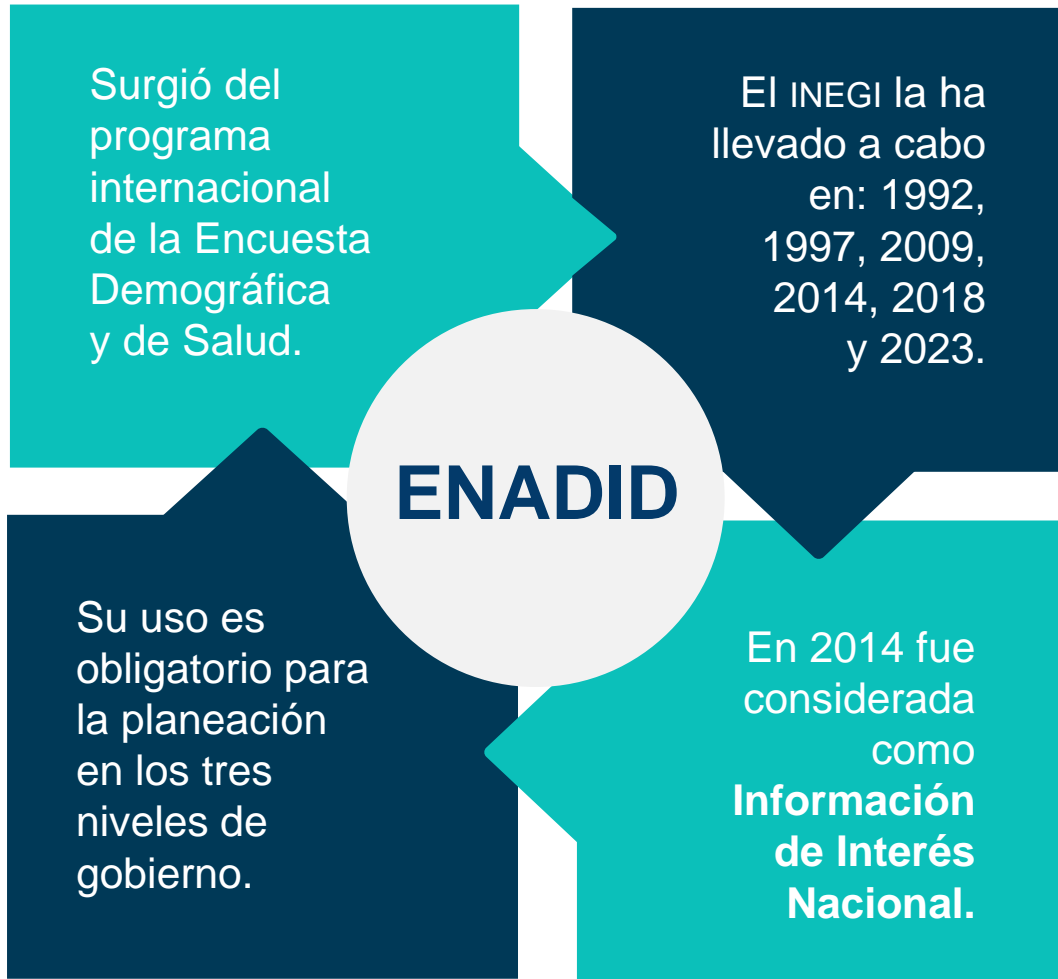 Surgió del
programa
internacional
de la Encuesta
Demográfica
y de Salud.
El INEGI la ha
llevado a cabo
en: 1992,
1997, 2009,
2014, 2018
y 2023.
ENADID
Su uso es
obligatorio para
la planeación
en los tres
niveles de
gobierno.
En 2014 fue
considerada
como
Información
de Interés
Nacional.